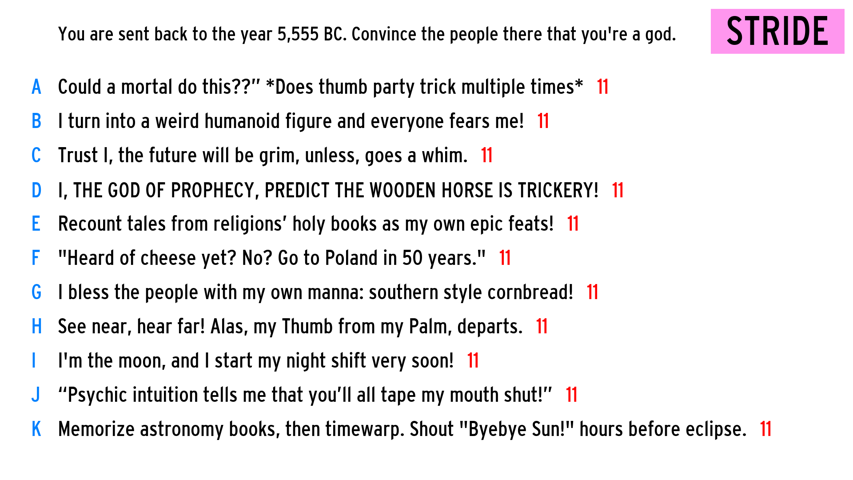 You are sent back to the year 5,555 BC. Convince the people there that you're a god.
STRIDE
A Could a mortal do this??” *Does thumb party trick multiple times* 11
B I turn into a weird humanoid figure and everyone fears me! 11
C Trust I, the future will be grim, unless, goes a whim. 11
D I, THE GOD OF PROPHECY, PREDICT THE WOODEN HORSE IS TRICKERY! 11
E Recount tales from religions’ holy books as my own epic feats! 11
F "Heard of cheese yet? No? Go to Poland in 50 years." 11
G I bless the people with my own manna: southern style cornbread! 11
H See near, hear far! Alas, my Thumb from my Palm, departs. 11
I I'm the moon, and I start my night shift very soon! 11
J “Psychic intuition tells me that you’ll all tape my mouth shut!” 11
K Memorize astronomy books, then timewarp. Shout "Byebye Sun!" hours before eclipse. 11